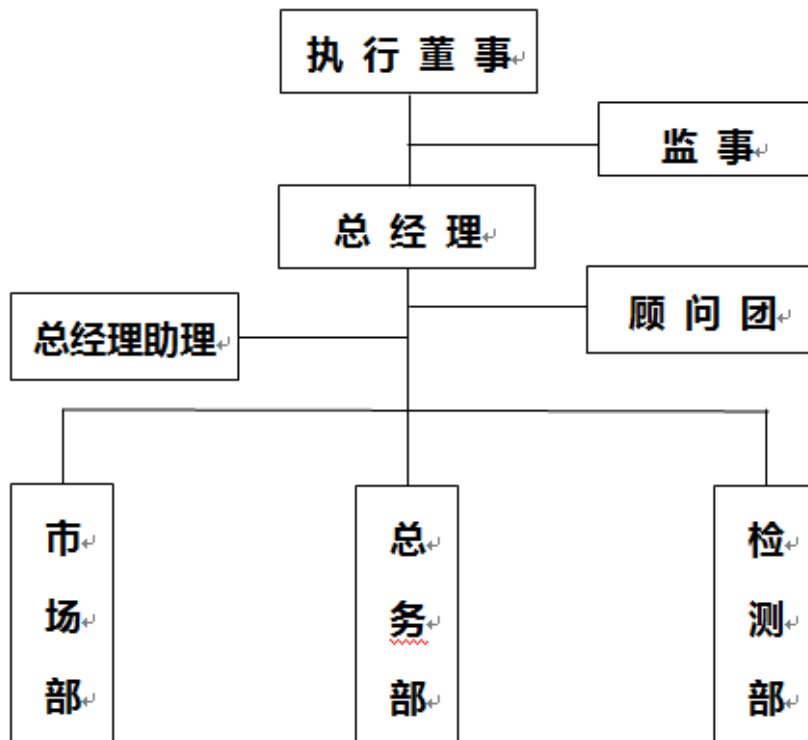 执 行 董 事
监 事
总 经 理
顾 问 团
总经理助理
市场部
总务部
检测部